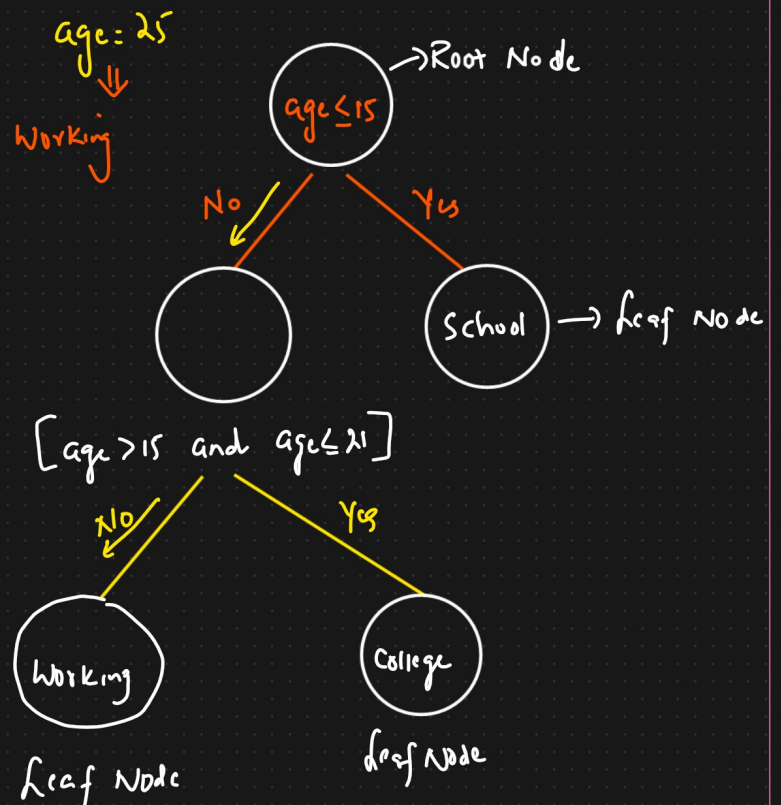 age = 25
⇓
Working
→ Root Node
age ≤ 15
No
Yes
School → Leaf Node
[age > 15 and age ≤ 21]
No
Yes
Working
College
Leaf Node
Leaf Node